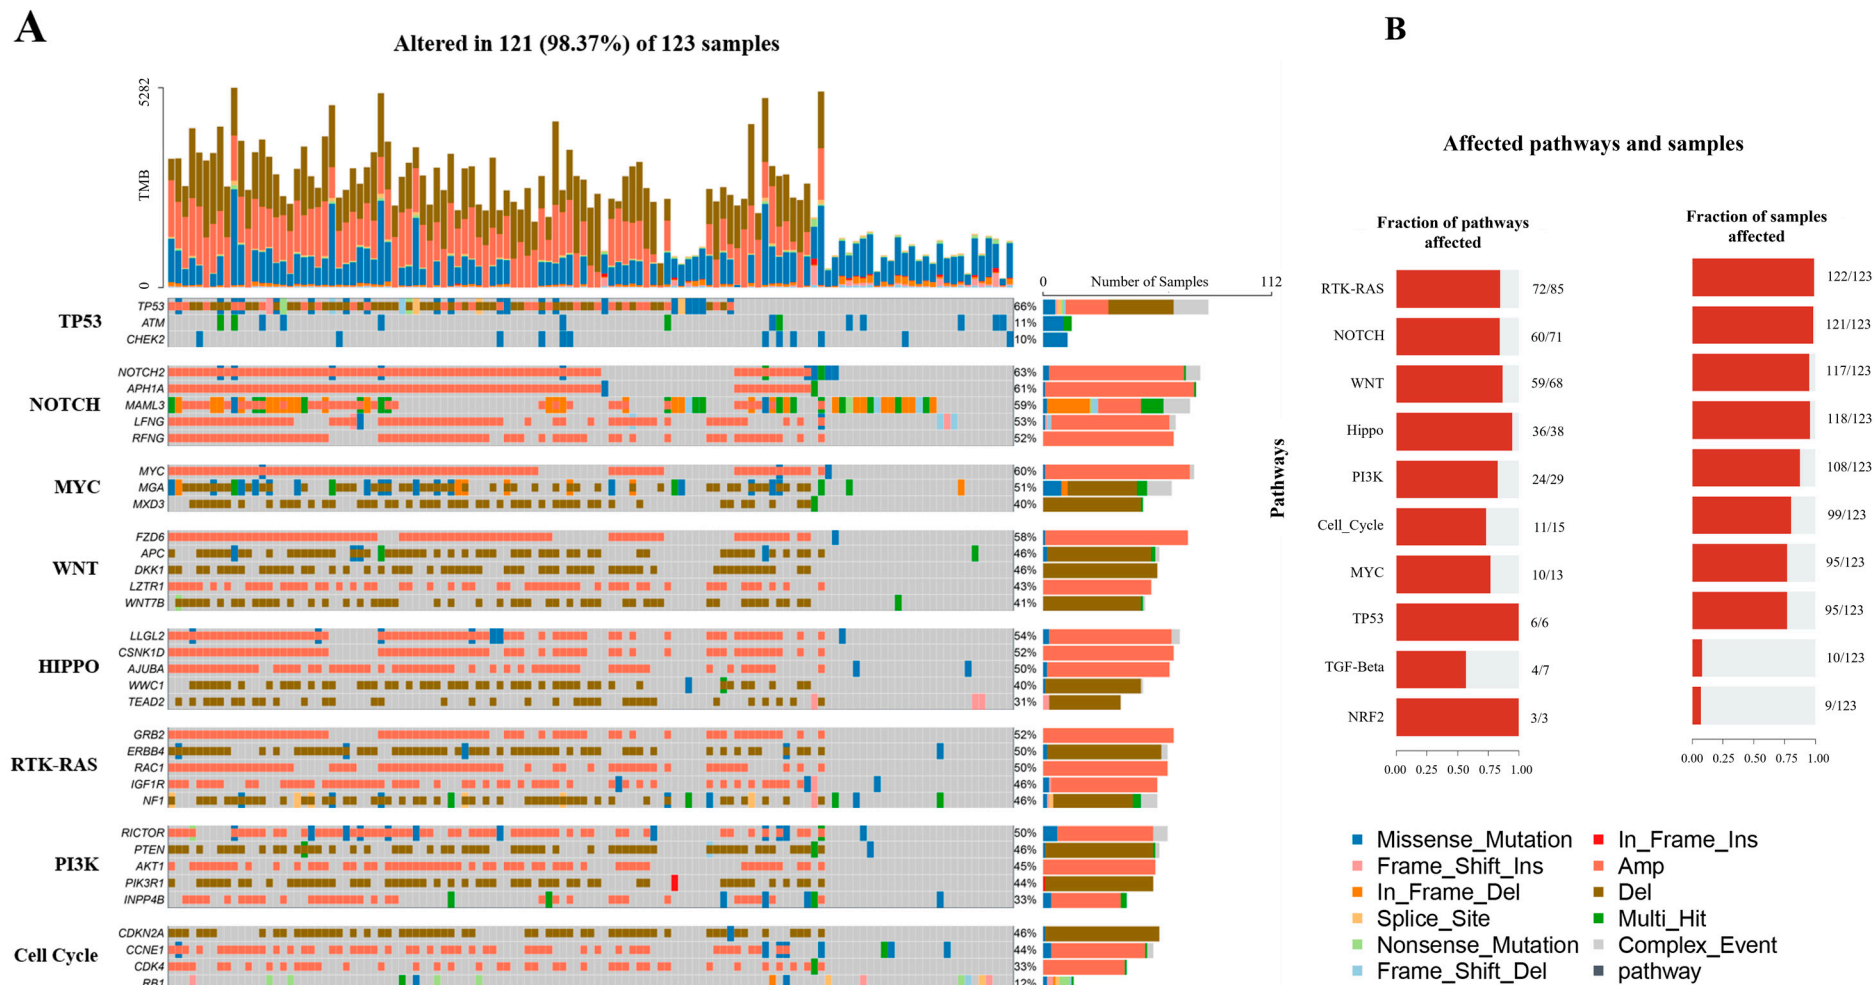 A
B
Altered in 121 (98.37%) of 123 samples
5282
TMB
0
0 Number of Samples 112
TP53
TP53 66%
ATM 11%
CHEK2 10%
NOTCH
NOTCH2 63%
APH1A 61%
MAML3 59%
LFNG 53%
RFNG 52%
MYC
MYC 60%
MGA 51%
MXD3 40%
WNT
FZD6 58%
APC 46%
DKK1 46%
LZTR1 43%
WNT7B 41%
HIPPO
LLGL2 54%
CSNK1D 52%
AJUBA 50%
WWC1 40%
TEAD2 31%
RTK-RAS
GRB2 52%
ERBB4 50%
RAC1 50%
IGF1R 46%
NF1 46%
PI3K
RICTOR 50%
PTEN 46%
AKT1 45%
PIK3R1 44%
INPP4B 33%
Cell Cycle
CDKN2A 46%
CCNE1 44%
CDK4 33%
RB1 12%
Affected pathways and samples
Fraction of pathways
affected
Fraction of samples
affected
Pathways
RTK-RAS 72/85 122/123
NOTCH 60/71 121/123
WNT 59/68 117/123
Hippo 36/38 118/123
PI3K 24/29 108/123
Cell_Cycle 11/15 99/123
MYC 10/13 95/123
TP53 6/6 95/123
TGF-Beta 4/7 10/123
NRF2 3/3 9/123
0.00 0.25 0.50 0.75 1.00
0.00 0.25 0.50 0.75 1.00
Missense_Mutation
Frame_Shift_Ins
In_Frame_Del
Splice_Site
Nonsense_Mutation
Frame_Shift_Del
In_Frame_Ins
Amp
Del
Multi_Hit
Complex_Event
pathway